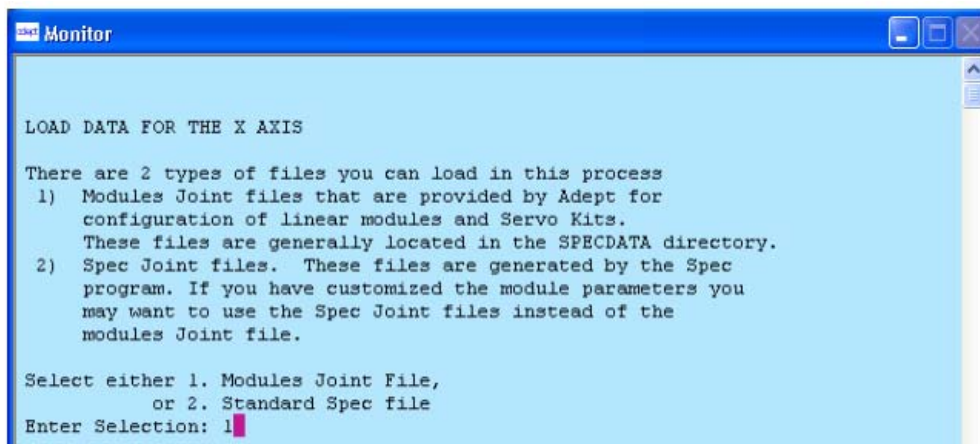 adept Monitor
LOAD DATA FOR THE X AXIS
There are 2 types of files you can load in this process
1) Modules Joint files that are provided by Adept for
configuration of linear modules and Servo Kits.
These files are generally located in the SPECDATA directory.
2) Spec Joint files. These files are generated by the Spec
program. If you have customized the module parameters you
may want to use the Spec Joint files instead of the
modules Joint file.
Select either 1. Modules Joint File,
or 2. Standard Spec file
Enter Selection: 1